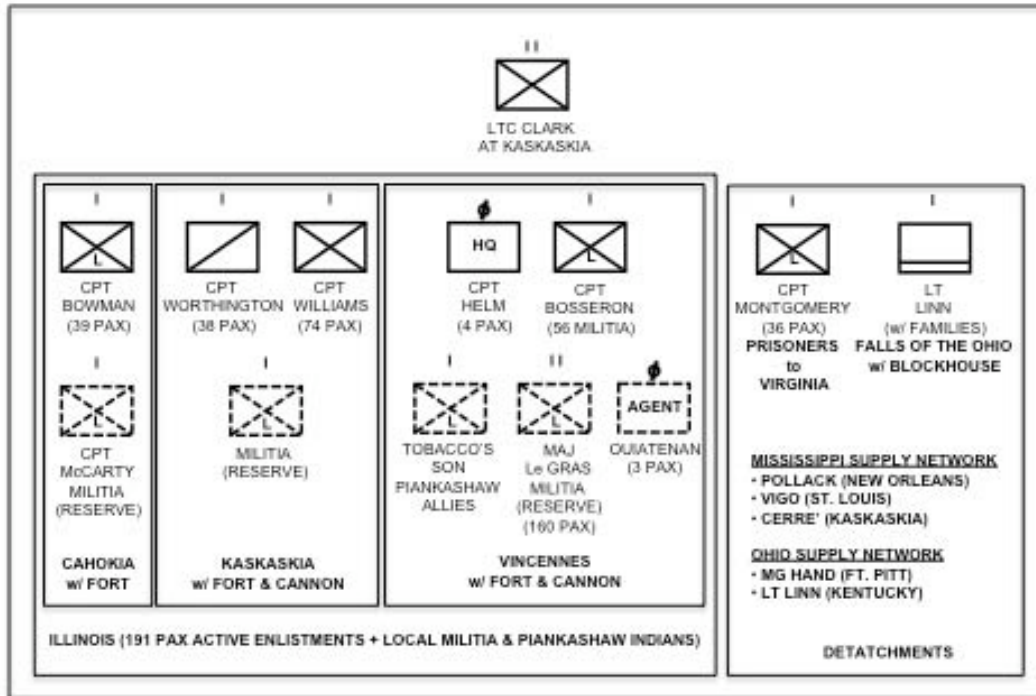 I I
LTC CLARK
AT KASKASKIA
I
L
CPT
BOWMAN
(39 PAX)
I
L
CPT
McCARTY
MILITIA
(RESERVE)
CAHOKIA
w/ FORT
I
CPT
WORTHINGTON
(38 PAX)
I
CPT
WILLIAMS
(74 PAX)
I
L
MILITIA
(RESERVE)
KASKASKIA
w/ FORT & CANNON
HQ
CPT
HELM
(4 PAX)
I
L
CPT
BOSSERON
(56 MILITIA)
I
L
TOBACCO'S
SON
PIANKASHAW
ALLIES
I I
L
MAJ
Le GRAS
MILITIA
(RESERVE)
(160 PAX)
AGENT
OUIATENAN
(3 PAX)
VINCENNES
w/ FORT & CANNON
ILLINOIS (191 PAX ACTIVE ENLISTMENTS + LOCAL MILITIA & PIANKASHAW INDIANS)
I
L
CPT
MONTGOMERY
(36 PAX)
PRISONERS
to
VIRGINIA
I
LT
LINN
(w/ FAMILIES)
FALLS OF THE OHIO
w/ BLOCKHOUSE
MISSISSIPPI SUPPLY NETWORK
• POLLACK (NEW ORLEANS)
• VIGO (ST. LOUIS)
• CERRE' (KASKASKIA)
OHIO SUPPLY NETWORK
• MG HAND (FT. PITT)
• LT LINN (KENTUCKY)
DETATCHMENTS